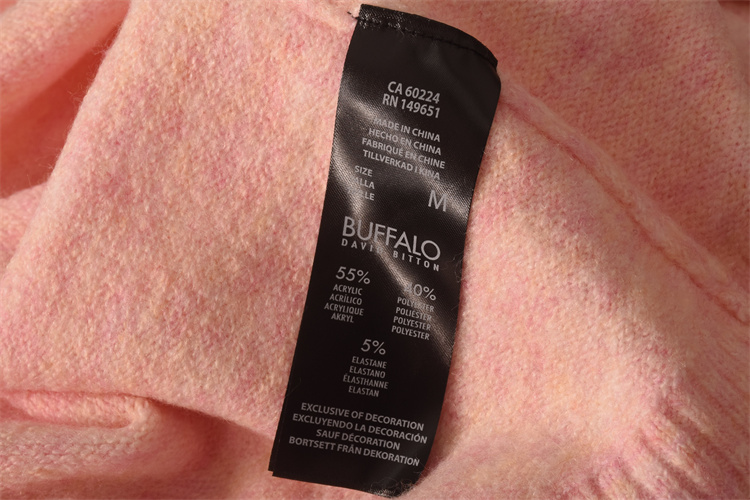 CA 60224
RN 149651
MADE IN CHINA
HECHO EN CHINA
FABRIQUÉ EN CHINE
TILLVERKAD I KINA
SIZE
M
BUFFALO
DAVID BITTON
55%
ACRYLIC
ACRÍLICO
ACRYLIQUE
AKRYL
40%
POLYESTER
POLIÉSTER
POLYESTER
POLYESTER
5%
ELASTANE
ELASTANO
ÉLASTHANNE
ELASTAN
EXCLUSIVE OF DECORATION
EXCLUYENDO LA DECORACIÓN
SAUF DÉCORATION
BORTSETT FRÅN DEKORATION